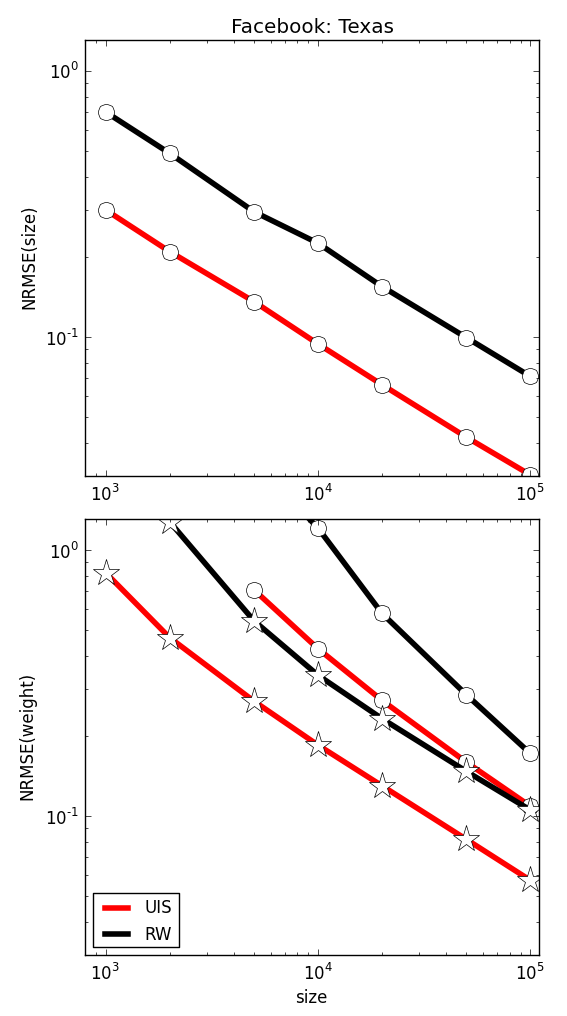 Facebook: Texas
10⁰
NRMSE(size)
10⁻¹
10³ 10⁴ 10⁵
10⁰
NRMSE(weight)
10⁻¹
UIS
RW
10³ 10⁴ 10⁵
size